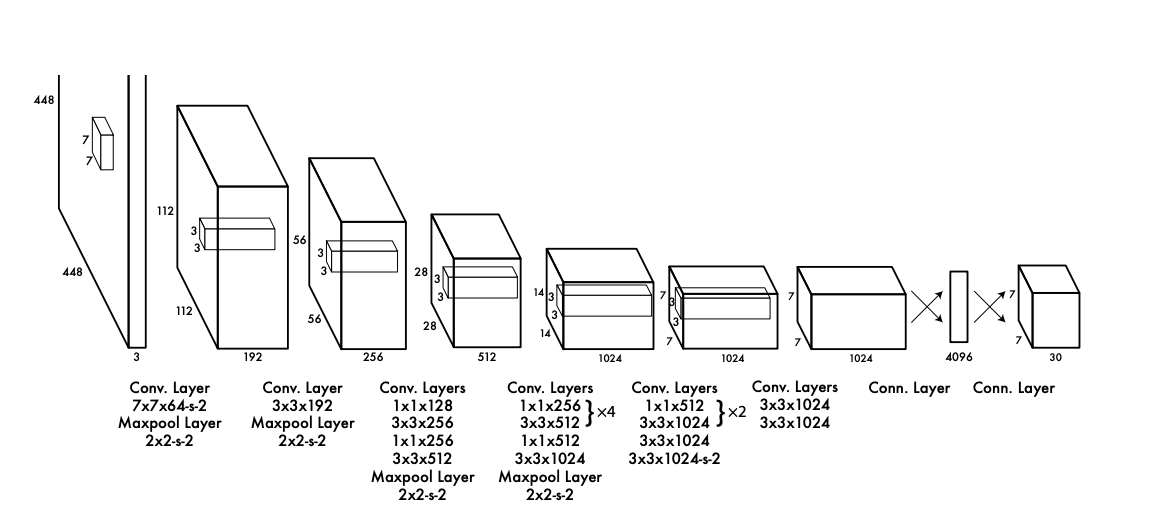 448
7
7
448
3
112
3
3
112
192
56
3
3
56
256
28
3
3
28
512
14
3
3
14
1024
7
3
3
7
1024
7
7
1024
4096
7
7
30
Conv. Layer
7x7x64-s-2
Maxpool Layer
2x2-s-2
Conv. Layer
3x3x192
Maxpool Layer
2x2-s-2
Conv. Layers
1x1x128
3x3x256
1x1x256
3x3x512
Maxpool Layer
2x2-s-2
Conv. Layers
1x1x256
3x3x512
}×4
1x1x512
3x3x1024
Maxpool Layer
2x2-s-2
Conv. Layers
1x1x512
3x3x1024
}×2
3x3x1024
3x3x1024-s-2
Conv. Layers
3x3x1024
3x3x1024
Conn. Layer
Conn. Layer